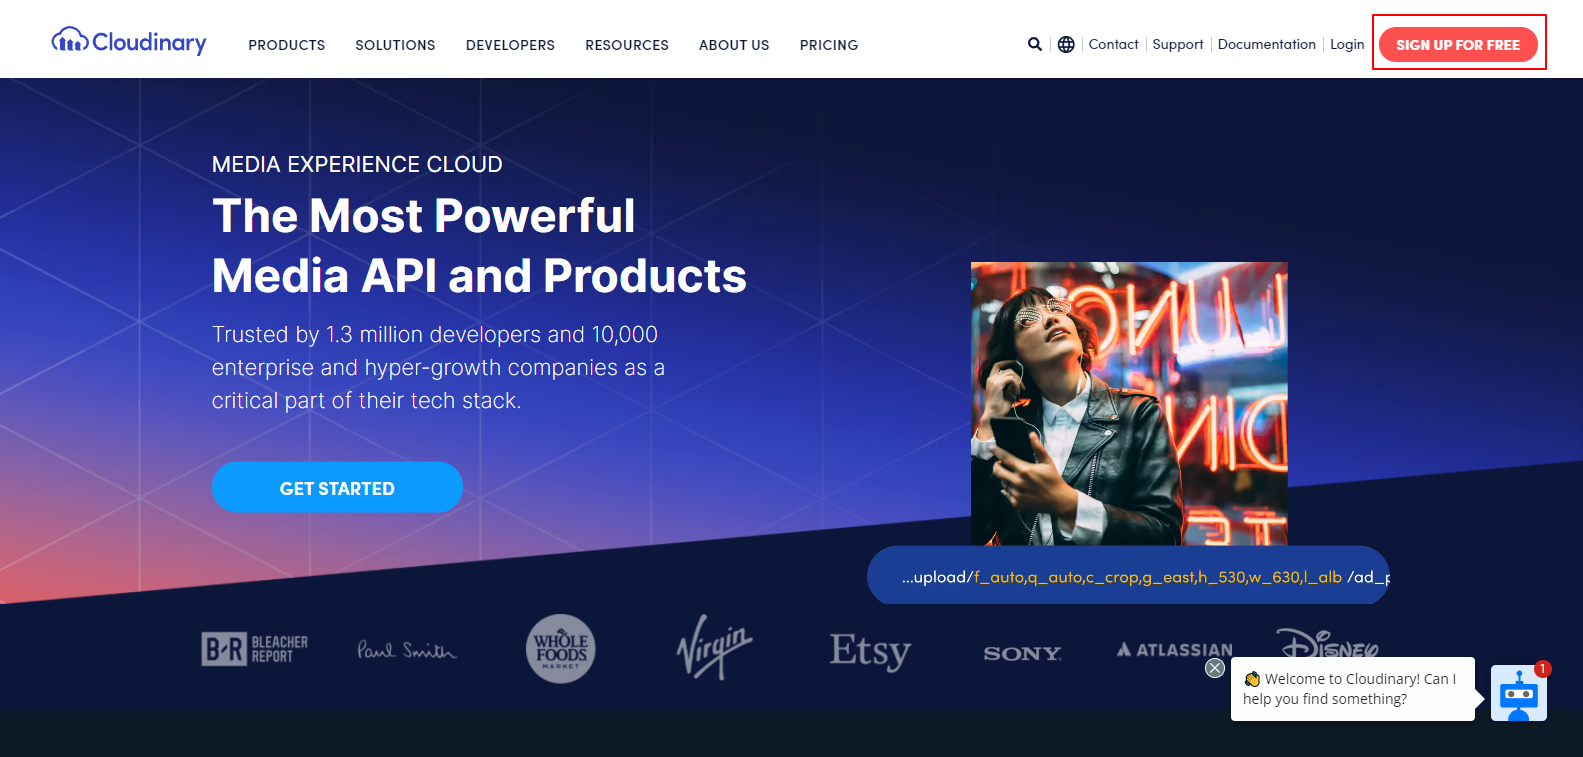 Cloudinary
PRODUCTS
SOLUTIONS
DEVELOPERS
RESOURCES
ABOUT US
PRICING
Contact
Support
Documentation
Login
SIGN UP FOR FREE
MEDIA EXPERIENCE CLOUD
The Most Powerful
Media API and Products
Trusted by 1.3 million developers and 10,000
enterprise and hyper-growth companies as a
critical part of their tech stack.
GET STARTED
...upload/f_auto,q_auto,c_crop,g_east,h_530,w_630,l_alb /ad_p
B/R BLEACHER
REPORT
Paul Smith
WHOLE
FOODS
MARKET
Virgin
Etsy
SONY
ATLASSIAN
Disney
👏 Welcome to Cloudinary! Can I
help you find something?
1